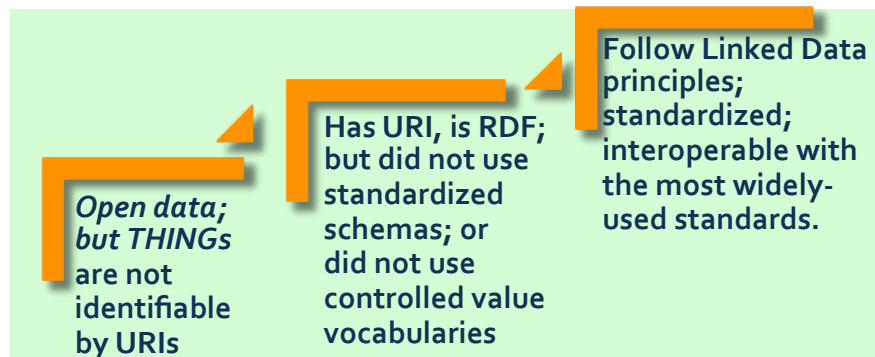 Open data;
but THINGs
are not
identifiable
by URIs
Has URI, is RDF;
but did not use
standardized
schemas; or
did not use
controlled value
vocabularies
Follow Linked Data
principles;
standardized;
interoperable with
the most widely-
used standards.